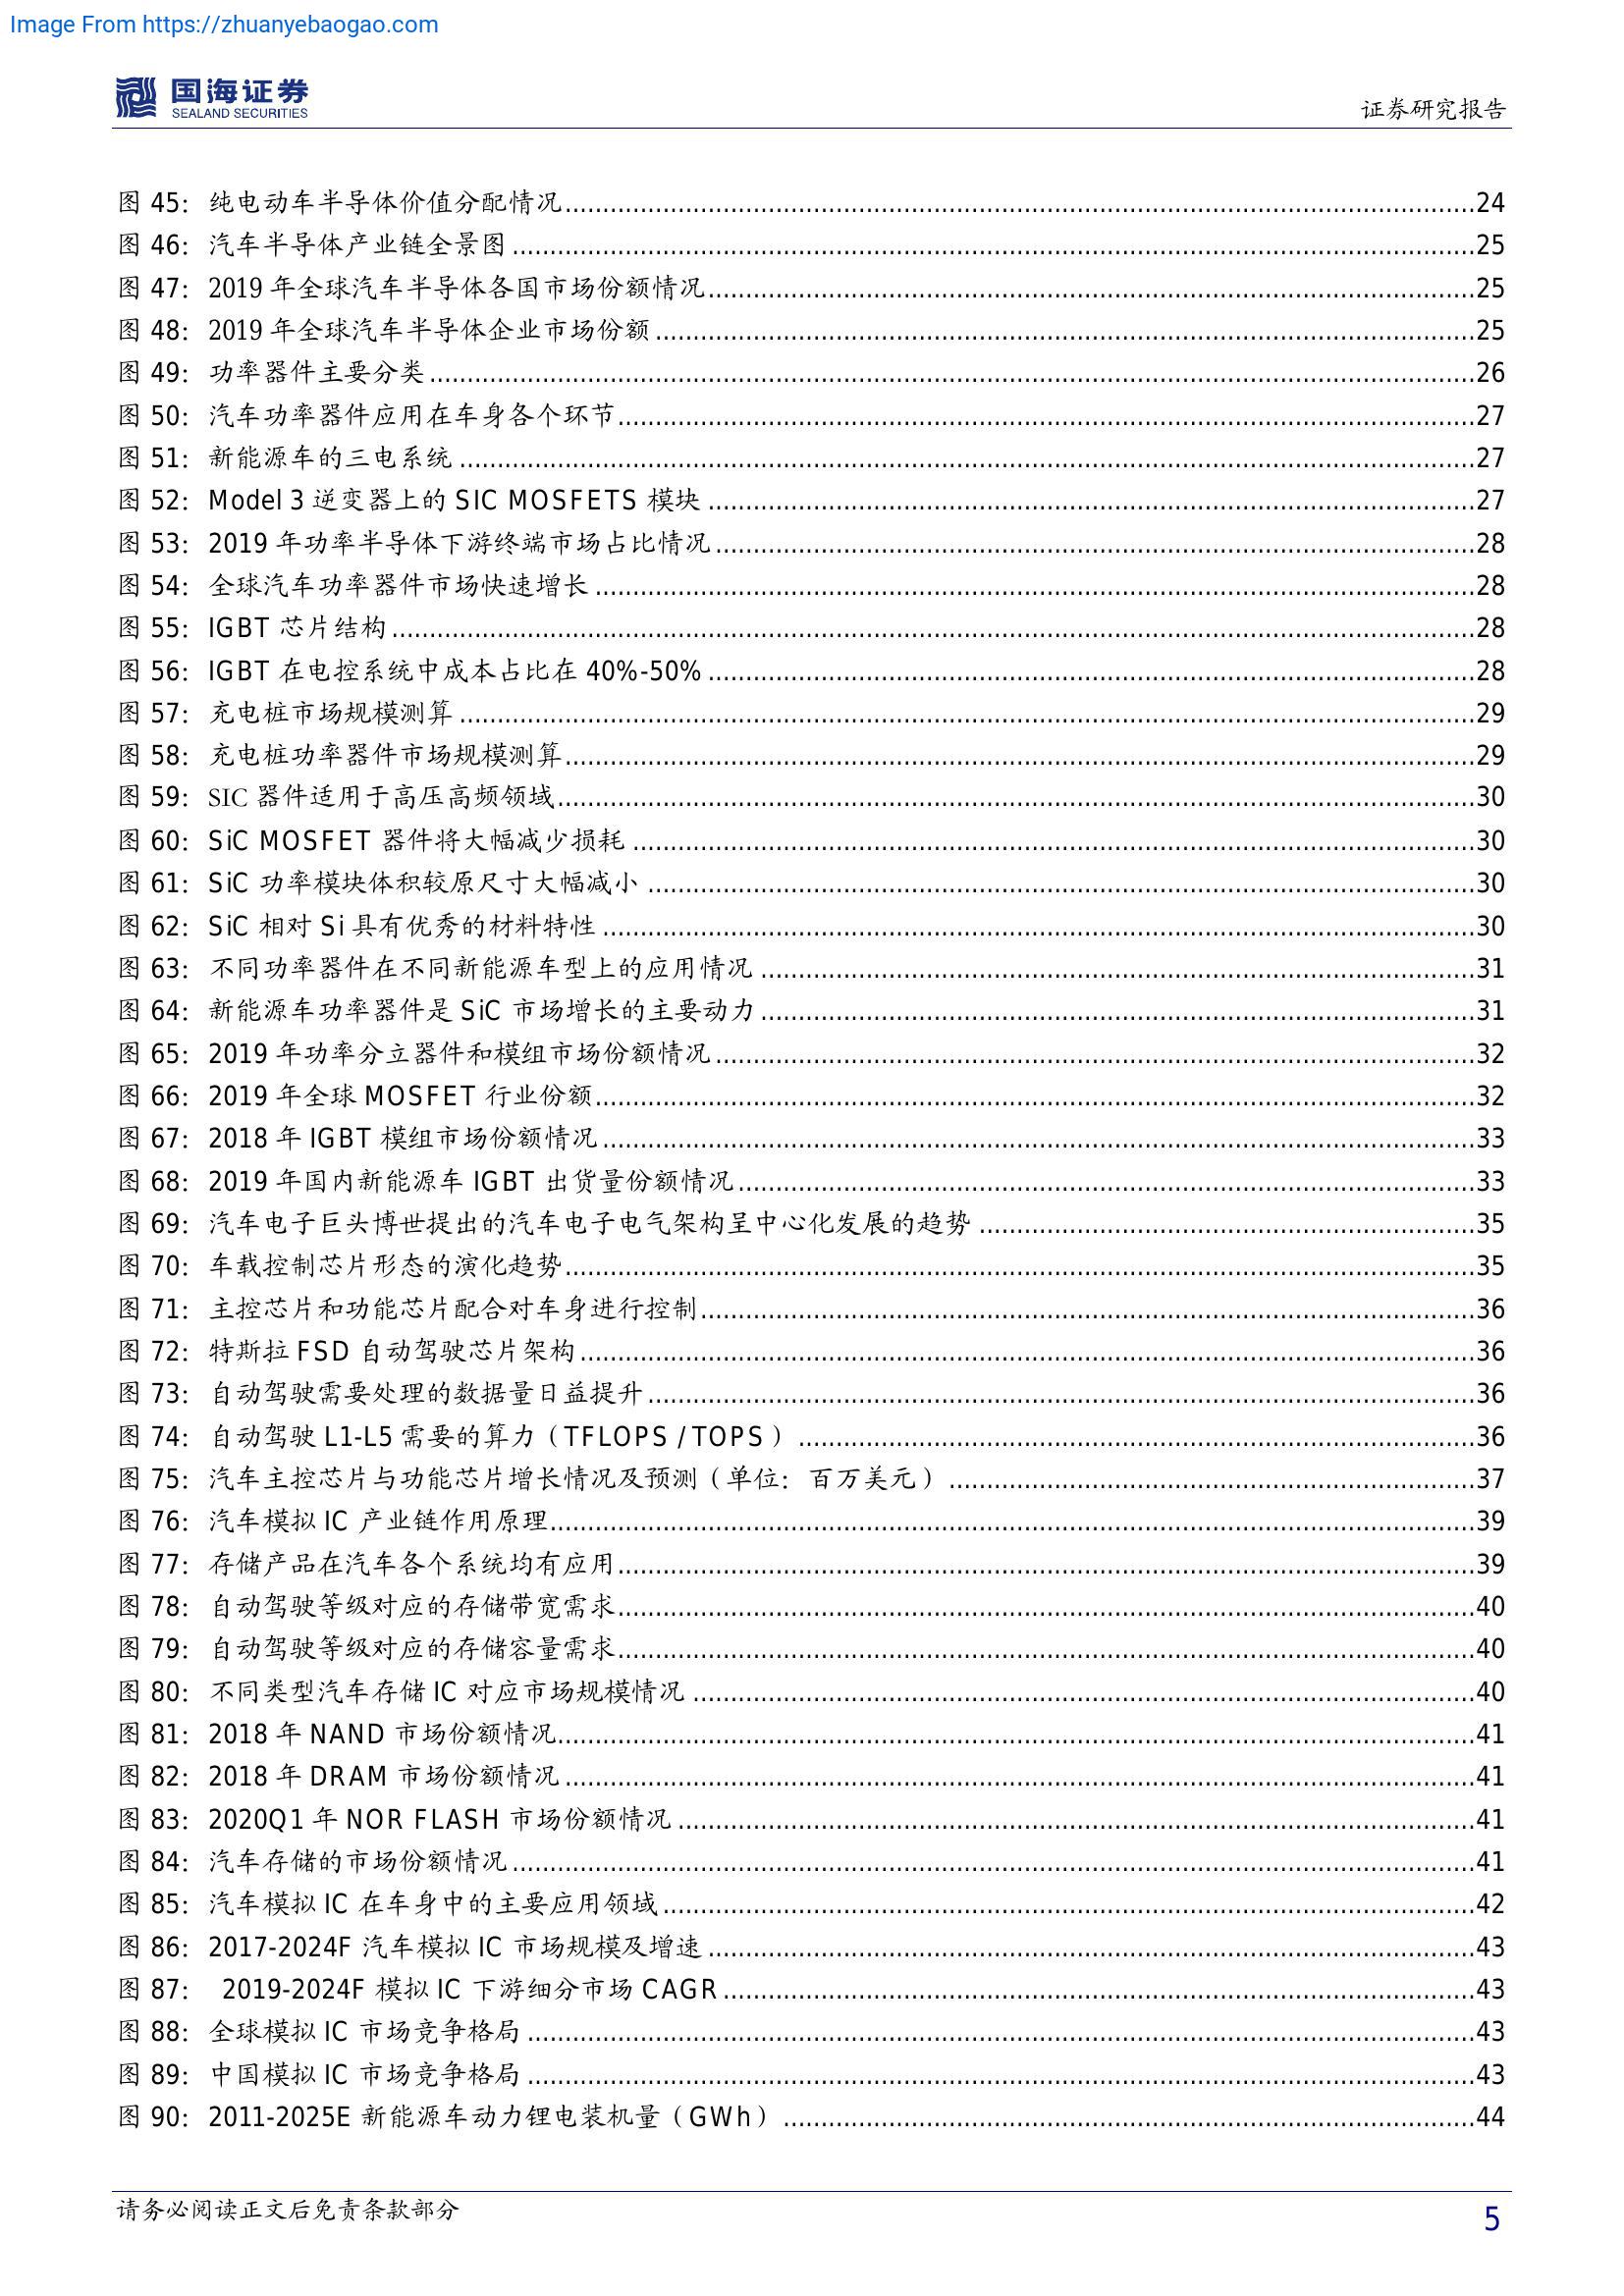 Image From https://zhuanyebaogao.com
国海证券
SEALAND SECURITIES
证券研究报告
图 45：纯电动车半导体价值分配情况........................24
图 46：汽车半导体产业链全景图........................25
图 47：2019 年全球汽车半导体各国市场份额情况........................25
图 48：2019 年全球汽车半导体企业市场份额........................25
图 49：功率器件主要分类........................26
图 50：汽车功率器件应用在车身各个环节........................27
图 51：新能源车的三电系统........................27
图 52：Model 3 逆变器上的 SIC MOSFETS 模块........................27
图 53：2019 年功率半导体下游终端市场占比情况........................28
图 54：全球汽车功率器件市场快速增长........................28
图 55：IGBT 芯片结构........................28
图 56：IGBT 在电控系统中成本占比在 40%-50%........................28
图 57：充电桩市场规模测算........................29
图 58：充电桩功率器件市场规模测算........................29
图 59：SIC 器件适用于高压高频领域........................30
图 60：SiC MOSFET 器件将大幅减少损耗........................30
图 61：SiC 功率模块体积较原尺寸大幅减小........................30
图 62：SiC 相对 Si 具有优秀的材料特性........................30
图 63：不同功率器件在不同新能源车型上的应用情况........................31
图 64：新能源车功率器件是 SiC 市场增长的主要动力........................31
图 65：2019 年功率分立器件和模组市场份额情况........................32
图 66：2019 年全球 MOSFET 行业份额........................32
图 67：2018 年 IGBT 模组市场份额情况........................33
图 68：2019 年国内新能源车 IGBT 出货量份额情况........................33
图 69：汽车电子巨头博世提出的汽车电子电气架构呈中心化发展的趋势........................35
图 70：车载控制芯片形态的演化趋势........................35
图 71：主控芯片和功能芯片配合对车身进行控制........................36
图 72：特斯拉 FSD 自动驾驶芯片架构........................36
图 73：自动驾驶需要处理的数据量日益提升........................36
图 74：自动驾驶 L1-L5 需要的算力（TFLOPS / TOPS）........................36
图 75：汽车主控芯片与功能芯片增长情况及预测（单位：百万美元）........................37
图 76：汽车模拟 IC 产业链作用原理........................39
图 77：存储产品在汽车各个系统均有应用........................39
图 78：自动驾驶等级对应的存储带宽需求........................40
图 79：自动驾驶等级对应的存储容量需求........................40
图 80：不同类型汽车存储 IC 对应市场规模情况........................40
图 81：2018 年 NAND 市场份额情况........................41
图 82：2018 年 DRAM 市场份额情况........................41
图 83：2020Q1 年 NOR FLASH 市场份额情况........................41
图 84：汽车存储的市场份额情况........................41
图 85：汽车模拟 IC 在车身中的主要应用领域........................42
图 86：2017-2024F 汽车模拟 IC 市场规模及增速........................43
图 87： 2019-2024F 模拟 IC 下游细分市场 CAGR........................43
图 88：全球模拟 IC 市场竞争格局........................43
图 89：中国模拟 IC 市场竞争格局........................43
图 90：2011-2025E 新能源车动力锂电装机量（GWh）........................44
请务必阅读正文后免责条款部分
5